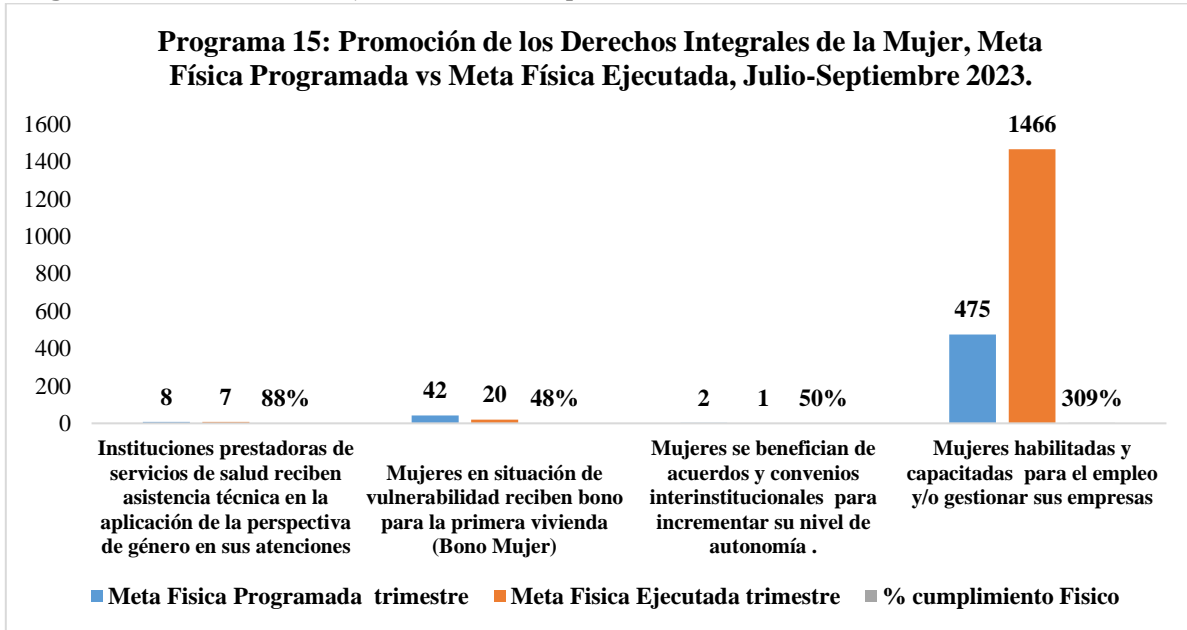 Programa 15: Promoción de los Derechos Integrales de la Mujer, Meta
Física Programada vs Meta Física Ejecutada, Julio-Septiembre 2023.
1600
1400
1200
1000
800
600
400
200
0
8
7
88%
42
20
48%
2
1
50%
475
1466
309%
Instituciones prestadoras de
servicios de salud reciben
asistencia técnica en la
aplicación de la perspectiva
de género en sus atenciones
Mujeres en situación de
vulnerabilidad reciben bono
para la primera vivienda
(Bono Mujer)
Mujeres se benefician de
acuerdos y convenios
interinstitucionales para
incrementar su nivel de
autonomía .
Mujeres habilitadas y
capacitadas para el empleo
y/o gestionar sus empresas
Meta Fisica Programada trimestre
Meta Fisica Ejecutada trimestre
% cumplimiento Fisico